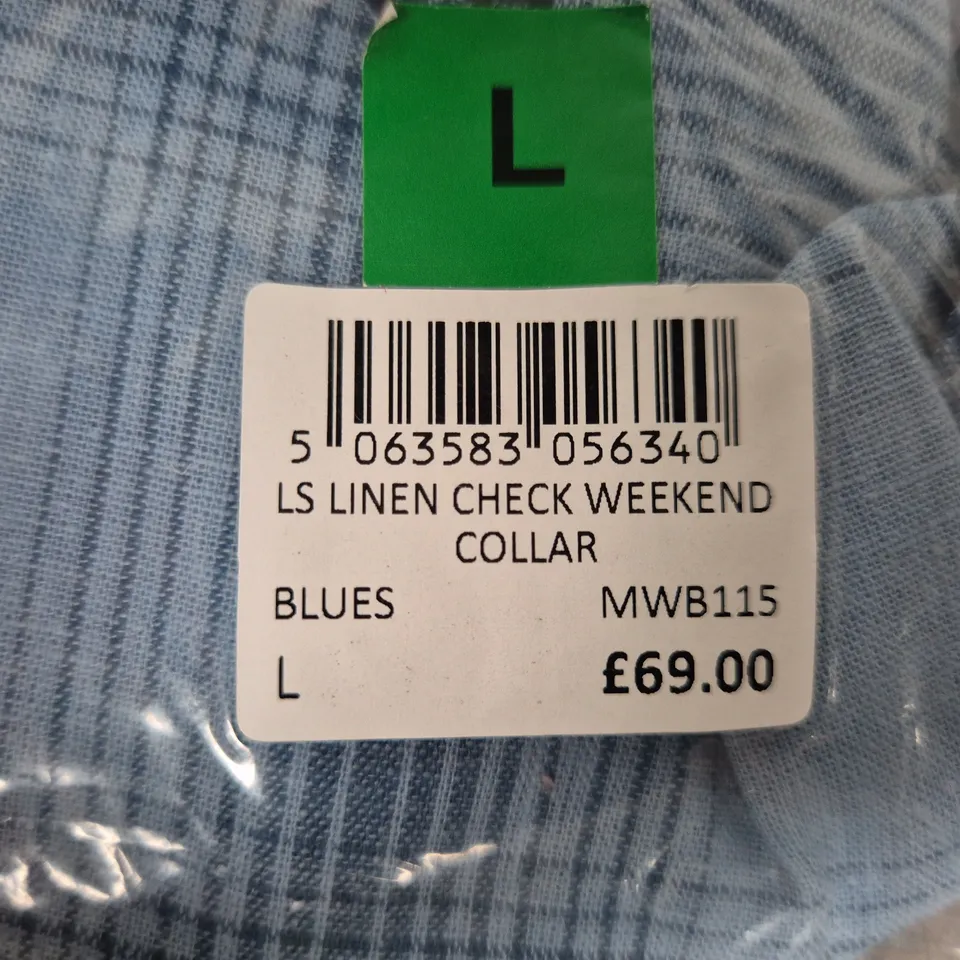 L
5 063583 056340
LS LINEN CHECK WEEKEND
COLLAR
BLUES MWB115
L £69.00